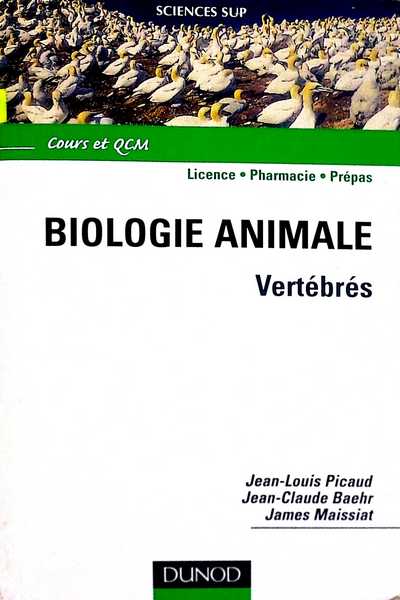 SCIENCES SUP
Cours et QCM
Licence • Pharmacie • Prépas
BIOLOGIE ANIMALE
Vertébrés
Jean-Louis Picaud
Jean-Claude Baehr
James Maissiat
DUNOD